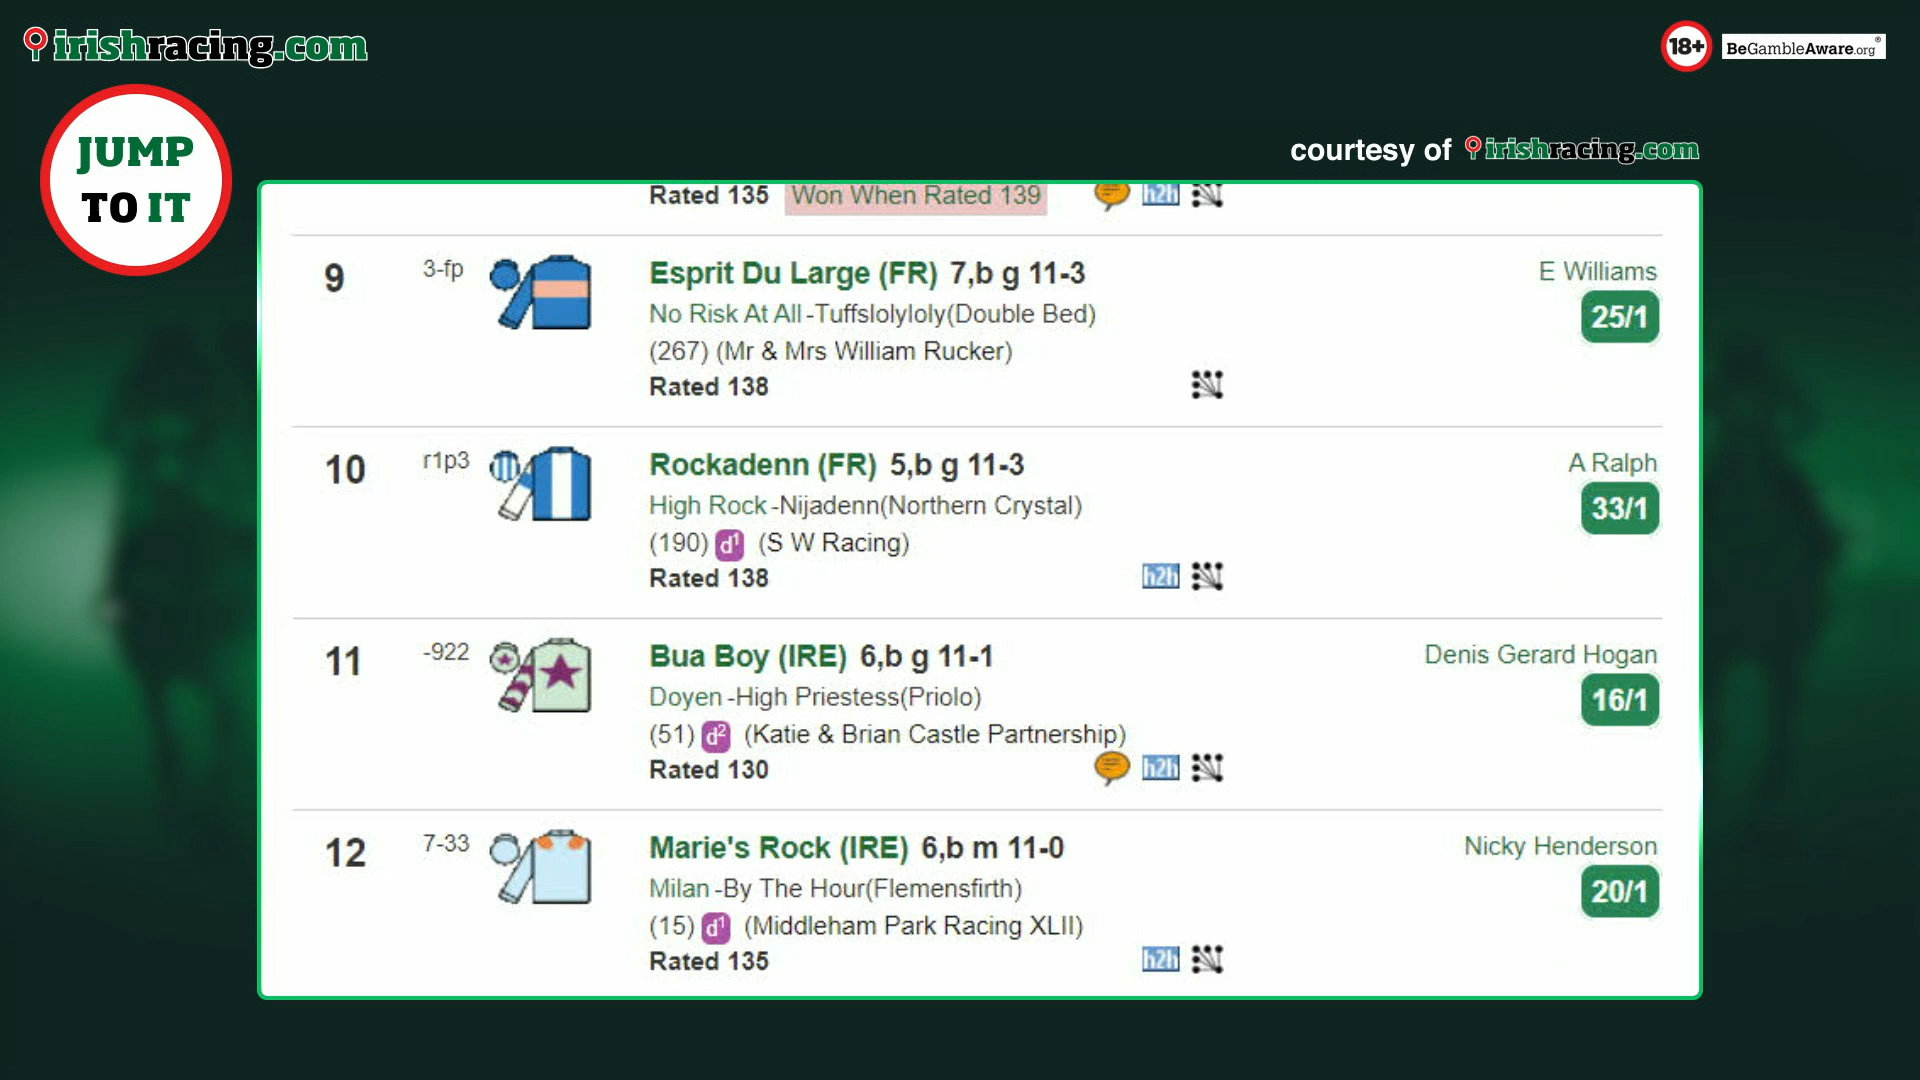 irishracing.com
18+
BeGambleAware.org®
JUMP
TO IT
courtesy of irishracing.com
Rated 135 Won When Rated 139 h2h
9 3-fp Esprit Du Large (FR) 7,b g 11-3 E Williams
No Risk At All -Tuffslolyloly(Double Bed) 25/1
(267) (Mr & Mrs William Rucker)
Rated 138
10 r1p3 Rockadenn (FR) 5,b g 11-3 A Ralph
High Rock -Nijadenn(Northern Crystal) 33/1
(190) d1 (S W Racing)
Rated 138 h2h
11 -922 Bua Boy (IRE) 6,b g 11-1 Denis Gerard Hogan
Doyen -High Priestess(Priolo) 16/1
(51) d2 (Katie & Brian Castle Partnership)
Rated 130 h2h
12 7-33 Marie's Rock (IRE) 6,b m 11-0 Nicky Henderson
Milan -By The Hour(Flemensfirth) 20/1
(15) d1 (Middleham Park Racing XLII)
Rated 135 h2h